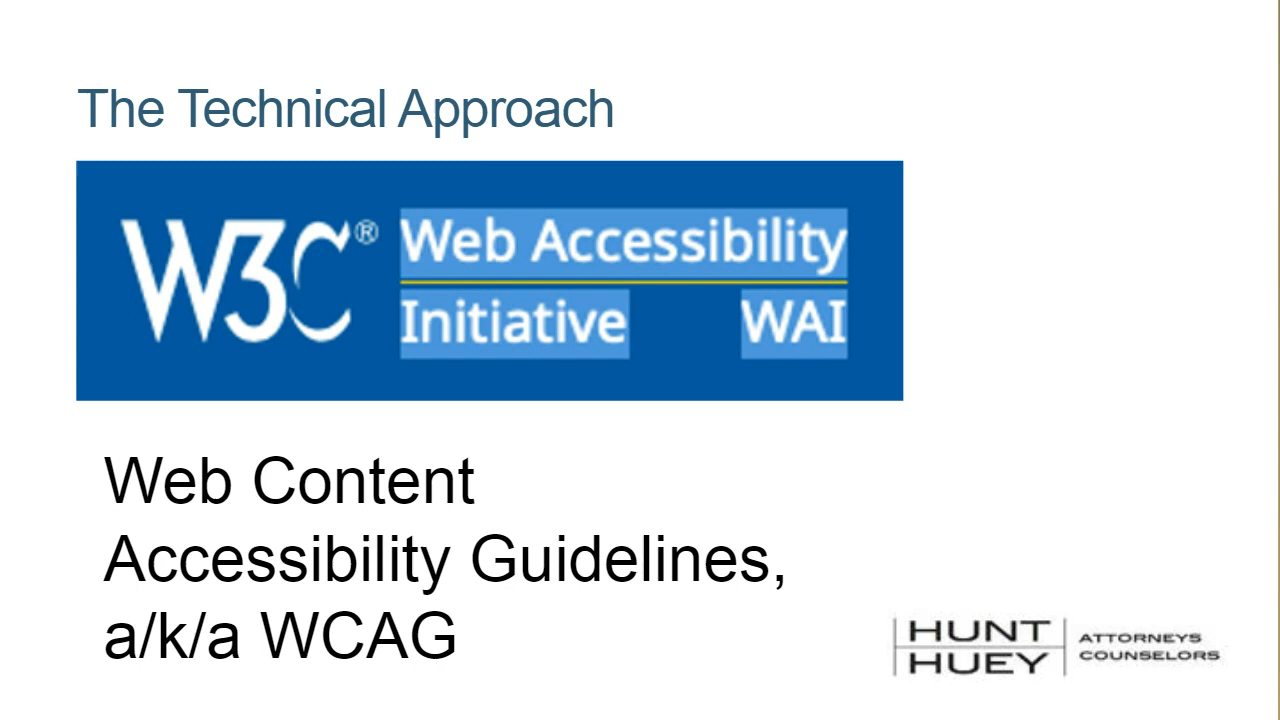 The Technical Approach
W3C® Web Accessibility
Initiative WAI
Web Content
Accessibility Guidelines,
a/k/a WCAG
HUNT
HUEY
ATTORNEYS
COUNSELORS